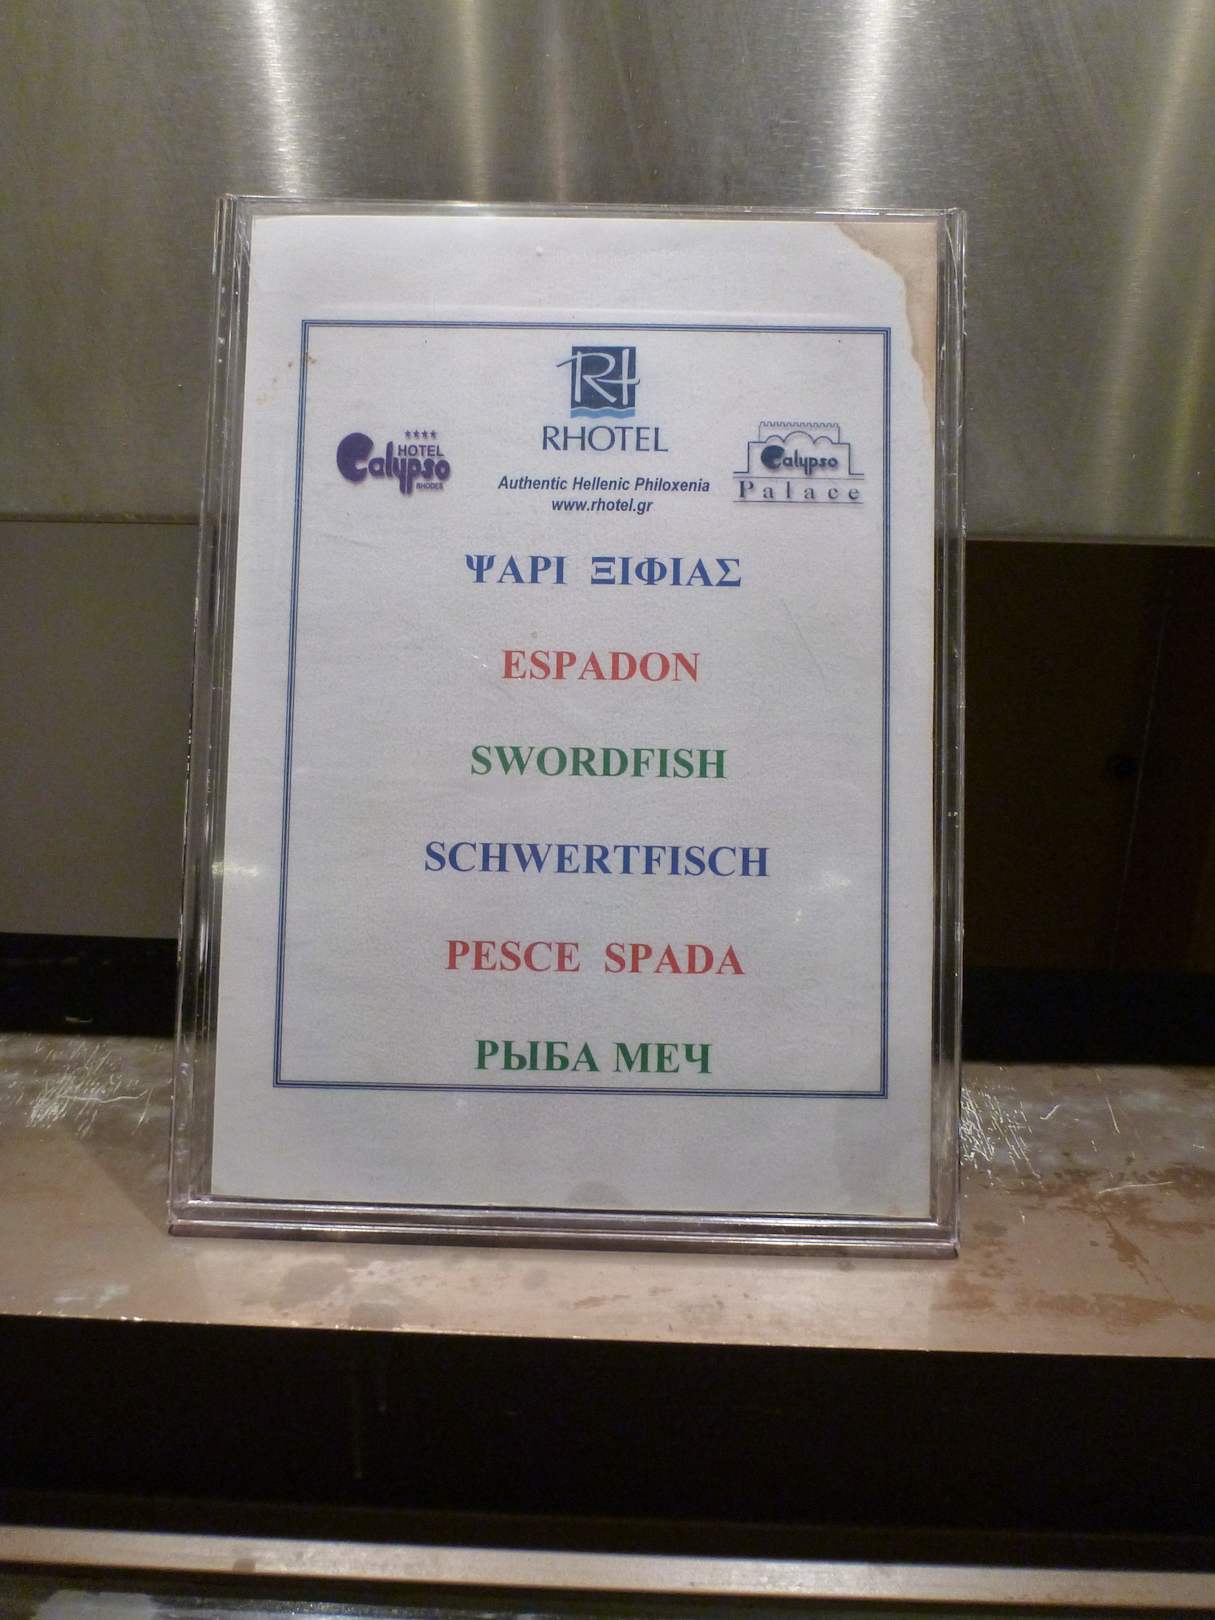 RH
RHOTEL
★★★★
HOTEL
Calypso
RHODES
Calypso
Palace
Authentic Hellenic Philoxenia
www.rhotel.gr
ΨΑΡΙ ΞΙΦΙΑΣ
ESPADON
SWORDFISH
SCHWERTFISCH
PESCE SPADA
РЫБА МЕЧ